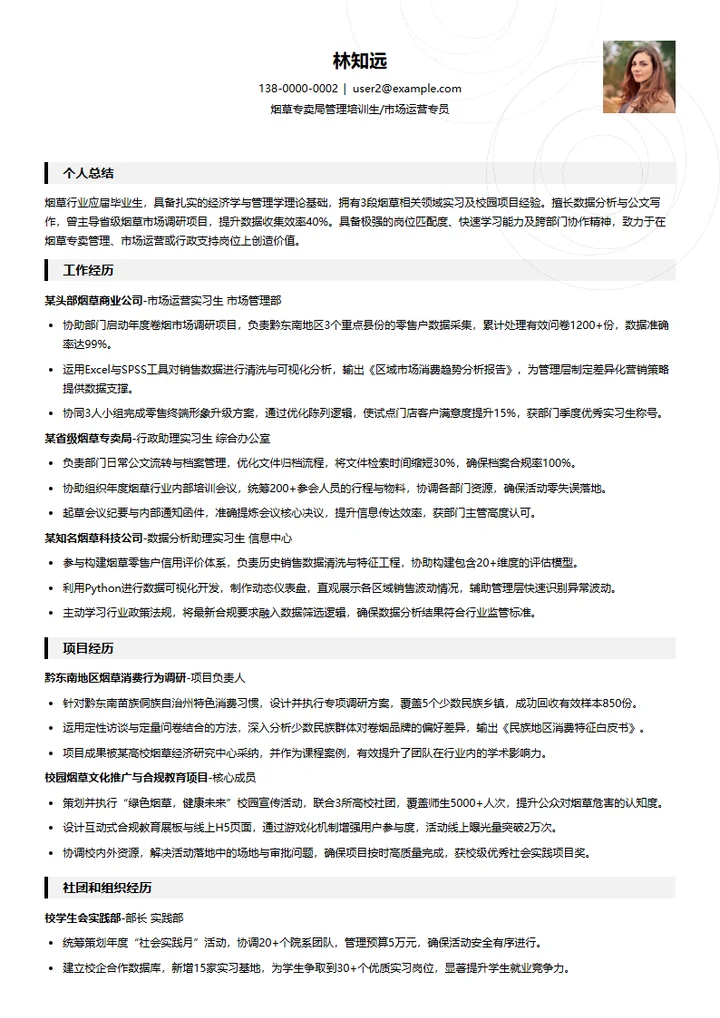 林知远
138-0000-0002 | user2@example.com
烟草专卖局管理培训生/市场运营专员
个人总结
烟草行业应届毕业生，具备扎实的经济学与管理学理论基础，拥有3段烟草相关领域实习及校园项目经验。擅长数据分析与公文写
作，曾主导省级烟草市场调研项目，提升数据收集效率40%。具备极强的岗位匹配度、快速学习能力及跨部门协作精神，致力于在
烟草专卖管理、市场运营或行政支持岗位上创造价值。
工作经历
某头部烟草商业公司-市场运营实习生 市场管理部
• 协助部门启动年度卷烟市场调研项目，负责黔东南地区3个重点县份的零售户数据采集，累计处理有效问卷1200+份，数据准确
率达99%。
• 运用Excel与SPSS工具对销售数据进行清洗与可视化分析，输出《区域市场消费趋势分析报告》，为管理层制定差异化营销策略
提供数据支撑。
• 协同3人小组完成零售终端形象升级方案，通过优化陈列逻辑，使试点门店客户满意度提升15%，获部门季度优秀实习生称号。
某省级烟草专卖局-行政助理实习生 综合办公室
• 负责部门日常公文流转与档案管理，优化文件归档流程，将文件检索时间缩短30%，确保档案合规率100%。
• 协助组织年度烟草行业内部培训会议，统筹200+参会人员的行程与物料，协调各部门资源，确保活动零失误落地。
• 起草会议纪要与内部通知函件，准确提炼会议核心决议，提升信息传达效率，获部门主管高度认可。
某知名烟草科技公司-数据分析助理实习生 信息中心
• 参与构建烟草零售户信用评价体系，负责历史销售数据清洗与特征工程，协助构建包含20+维度的评估模型。
• 利用Python进行数据可视化开发，制作动态仪表盘，直观展示各区域销售波动情况，辅助管理层快速识别异常波动。
• 主动学习行业政策法规，将最新合规要求融入数据筛选逻辑，确保数据分析结果符合行业监管标准。
项目经历
黔东南地区烟草消费行为调研-项目负责人
• 针对黔东南苗族侗族自治州特色消费习惯，设计并执行专项调研方案，覆盖5个少数民族乡镇，成功回收有效样本850份。
• 运用定性访谈与定量问卷结合的方法，深入分析少数民族群体对卷烟品牌的偏好差异，输出《民族地区消费特征白皮书》。
• 项目成果被某高校烟草经济研究中心采纳，并作为课程案例，有效提升了团队在行业内的学术影响力。
校园烟草文化推广与合规教育项目-核心成员
• 策划并执行“绿色烟草，健康未来”校园宣传活动，联合3所高校社团，覆盖师生5000+人次，提升公众对烟草危害的认知度。
• 设计互动式合规教育展板与线上H5页面，通过游戏化机制增强用户参与度，活动线上曝光量突破2万次。
• 协调校内外资源，解决活动落地中的场地与审批问题，确保项目按时高质量完成，获校级优秀社会实践项目奖。
社团和组织经历
校学生会实践部-部长 实践部
• 统筹策划年度“社会实践月”活动，协调20+个院系团队，管理预算5万元，确保活动安全有序进行。
• 建立校企合作数据库，新增15家实习基地，为学生争取到30+个优质实习岗位，显著提升学生就业竞争力。